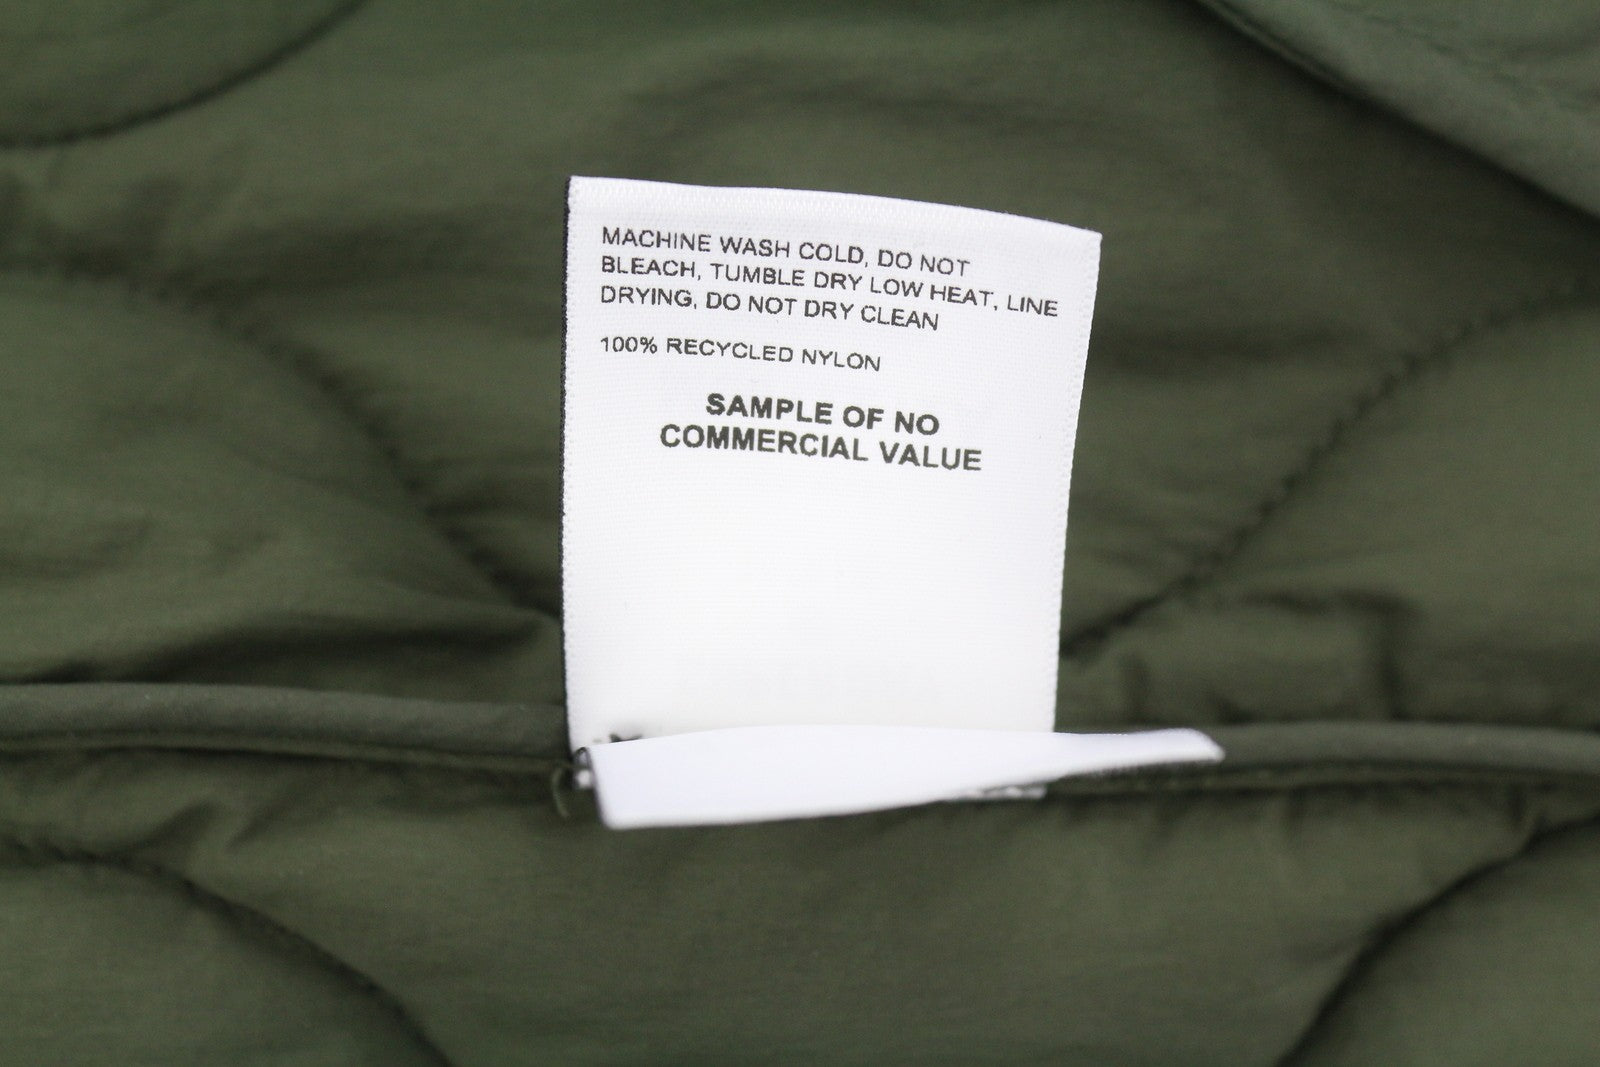 MACHINE WASH COLD, DO NOT
BLEACH, TUMBLE DRY LOW HEAT, LINE
DRYING, DO NOT DRY CLEAN
100% RECYCLED NYLON
SAMPLE OF NO
COMMERCIAL VALUE